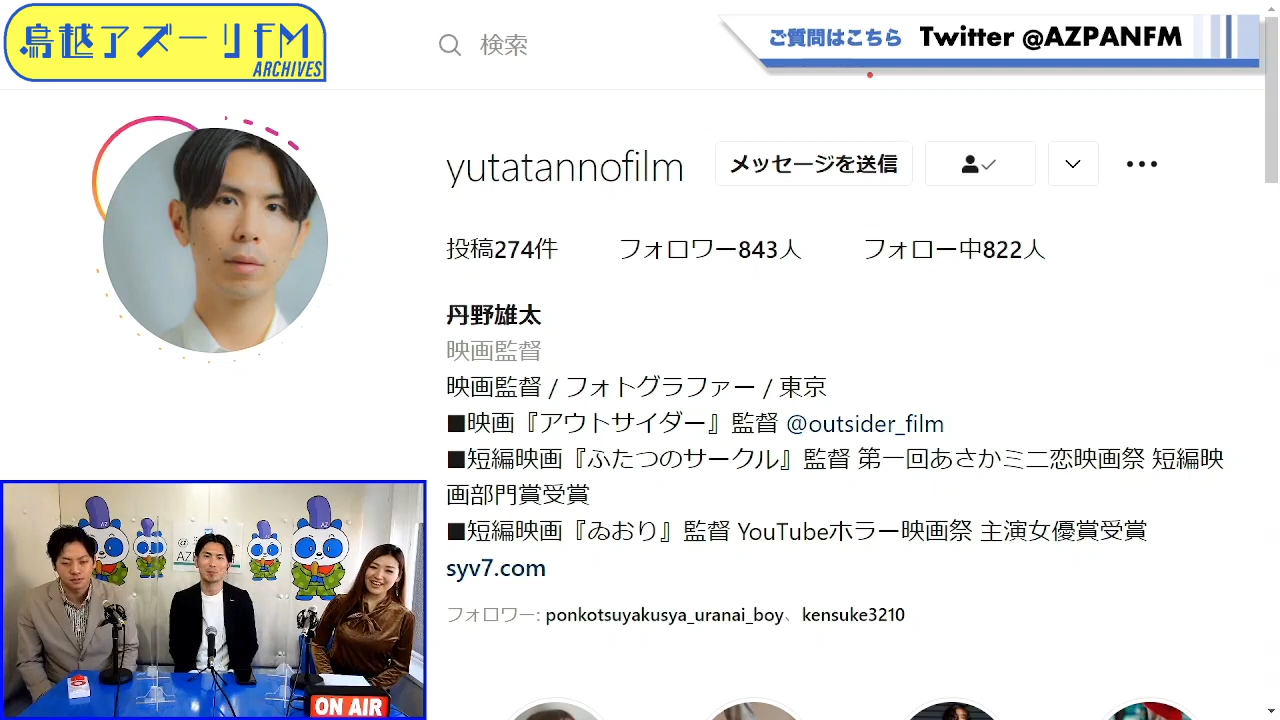 鳥越アズーリFM
ARCHIVES
検索
ご質問はこちら Twitter @AZPANFM
yutatannofilm
メッセージを送信
投稿274件 フォロワー843人 フォロー中822人
丹野雄太
映画監督
映画監督 / フォトグラファー / 東京
■映画『アウトサイダー』監督 @outsider_film
■短編映画『ふたつのサークル』監督 第一回あさかミニ恋映画祭 短編映
画部門賞受賞
■短編映画『ゐおり』監督 YouTubeホラー映画祭 主演女優賞受賞
syv7.com
フォロワー: ponkotsuyakusya_uranai_boy、kensuke3210
ON AIR